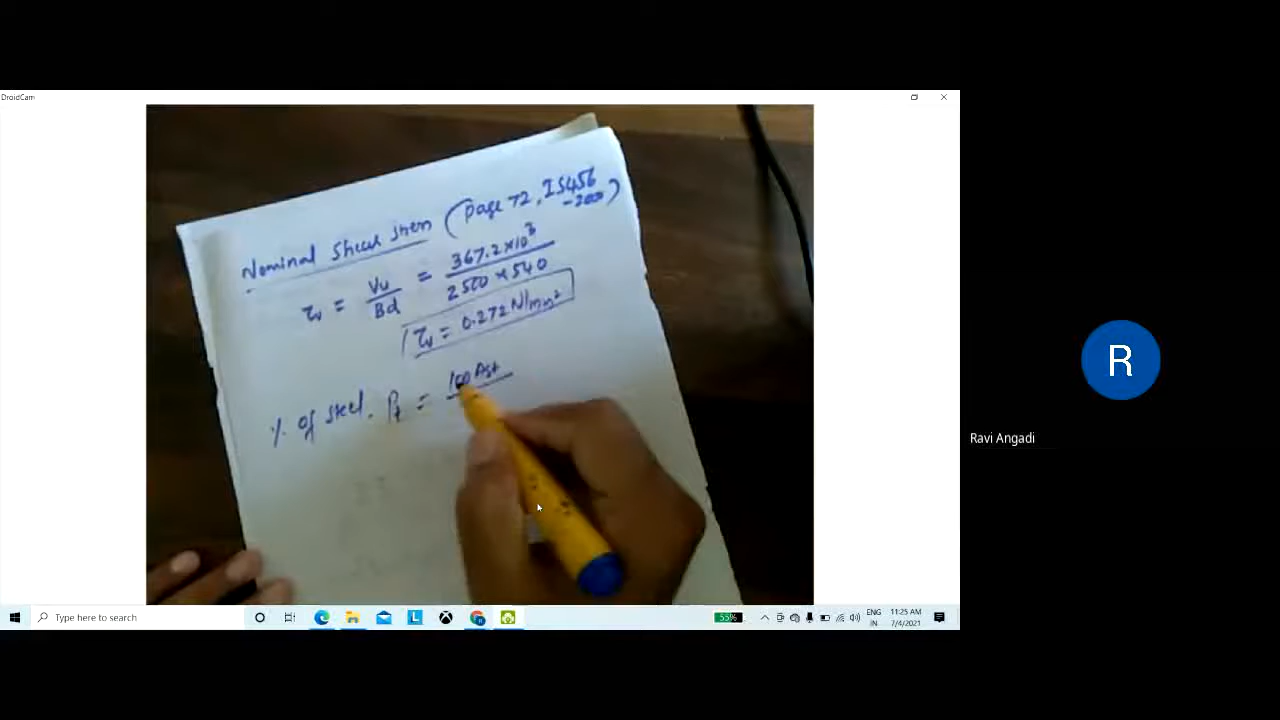 DroidCam
Nominal Shear stress (Page 72, IS456
-2000)
τv = Vu / Bd = 367.2×10³ / 2500 × 540
τv = 0.272 N/mm²
% of steel. Pt = 100 Ast
R
Ravi Angadi
Type here to search
55%
ENG
IN
11:25 AM
7/4/2021